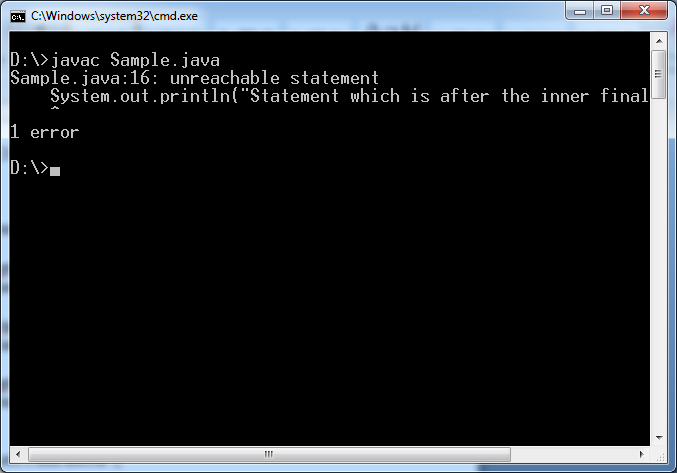 C:\Windows\system32\cmd.exe
D:\>javac Sample.java
Sample.java:16: unreachable statement
    System.out.println("Statement which is after the inner final
    ^
1 error
D:\>